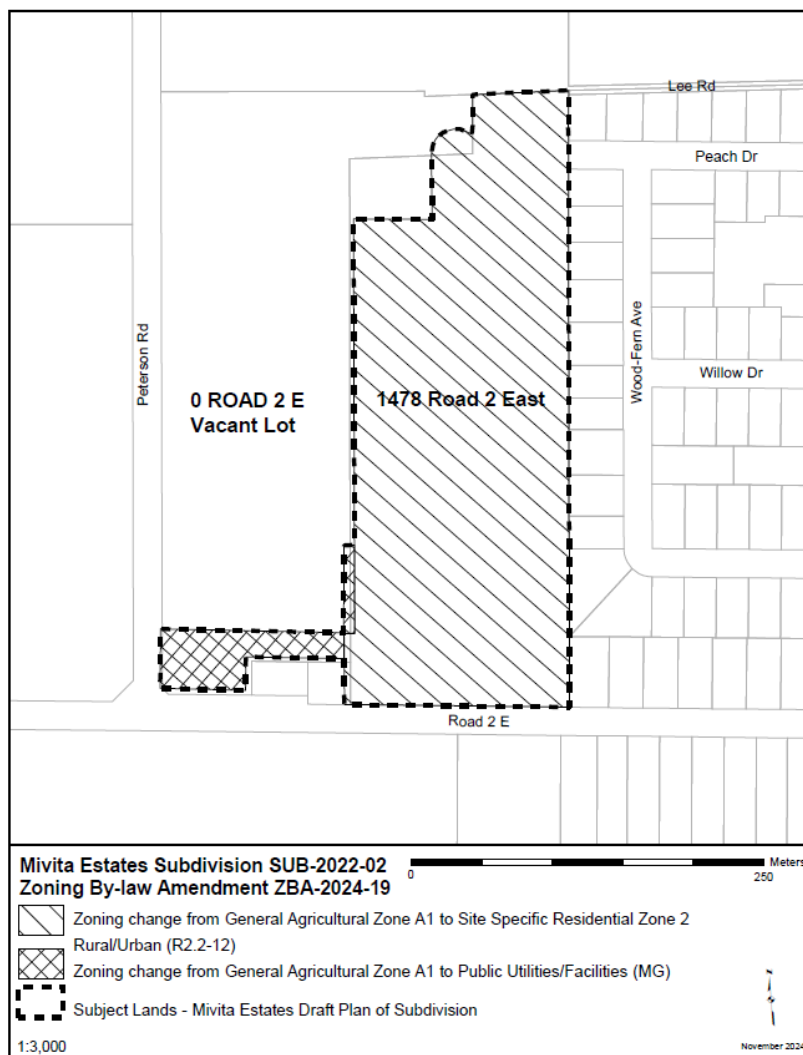 Lee Rd
Peach Dr
Peterson Rd
Wood-Fern Ave
Willow Dr
0 ROAD 2 E
Vacant Lot
1478 Road 2 East
Road 2 E
Mivita Estates Subdivision SUB-2022-02
Zoning By-law Amendment ZBA-2024-19
Meters
0
250
Zoning change from General Agricultural Zone A1 to Site Specific Residential Zone 2
Rural/Urban (R2.2-12)
Zoning change from General Agricultural Zone A1 to Public Utilities/Facilities (MG)
Subject Lands - Mivita Estates Draft Plan of Subdivision
1:3,000
November 2024